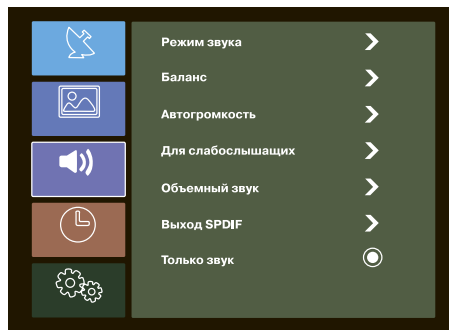 Режим звука
Баланс
Автогромкость
Для слабослышащих
Объемный звук
Выход SPDIF
Только звук